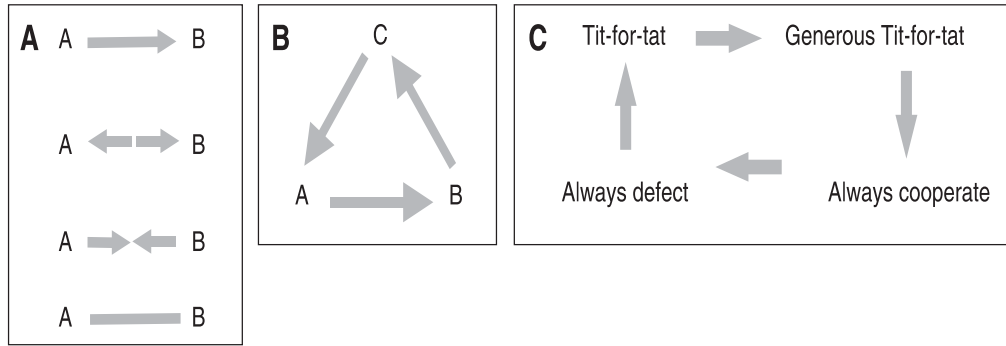 A
A B
A B
A B
A B
B
C
A B
C
Tit-for-tat Generous Tit-for-tat
Always defect Always cooperate